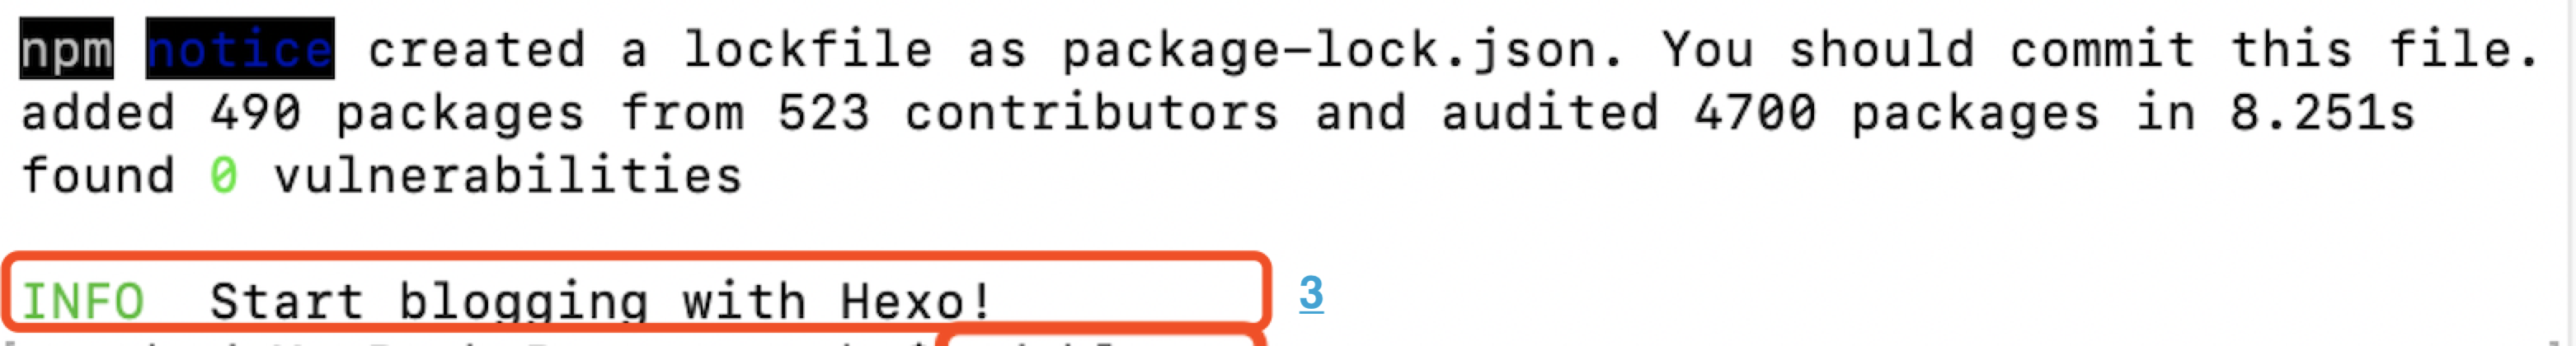 npm notice created a lockfile as package-lock.json. You should commit this file.
added 490 packages from 523 contributors and audited 4700 packages in 8.251s
found 0 vulnerabilities
INFO  Start blogging with Hexo!
3